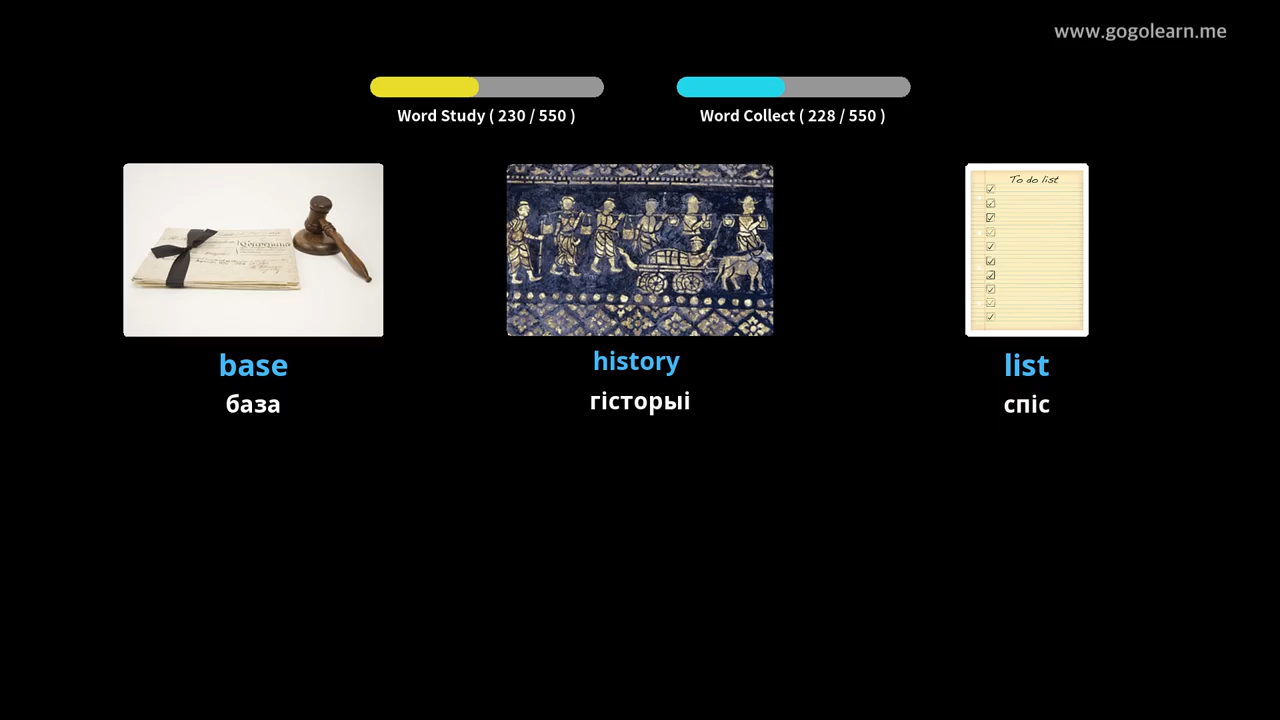 www.gogolearn.me
Word Study ( 230 / 550 )
Word Collect ( 228 / 550 )
To do list
base
history
list
база
гісторыі
спіс